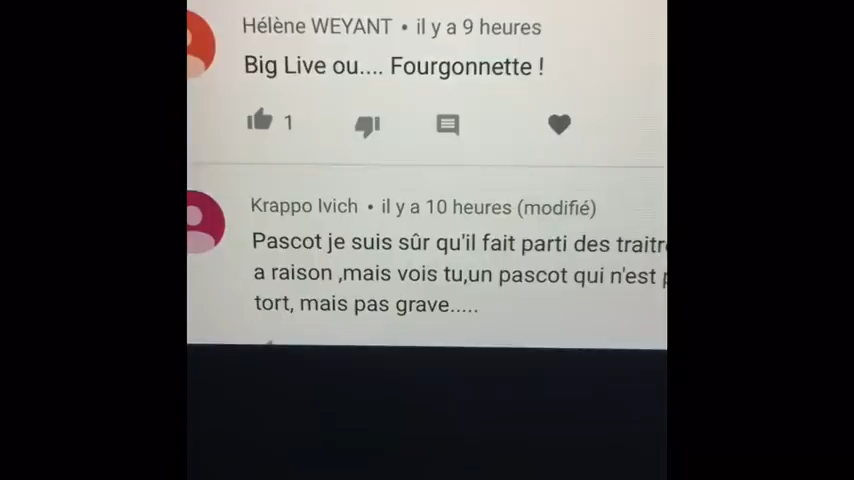 Hélène WEYANT • il y a 9 heures
Big Live ou.... Fourgonnette !
1
Krappo Ivich • il y a 10 heures (modifié)
Pascot je suis sûr qu'il fait parti des
a raison ,mais vois tu,un pascot qui n'est
tort, mais pas grave.....